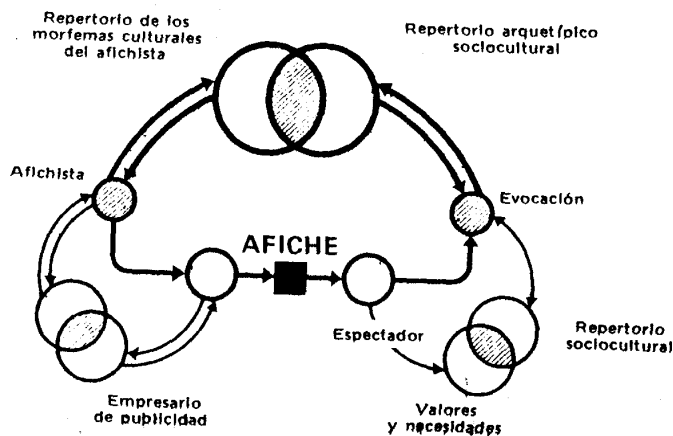 Repertorio de los
morfemas culturales
del afichista
Repertorio arquetípico
sociocultural
Afichista
Evocación
AFICHE
Espectador
Repertorio
sociocultural
Empresario
de publicidad
Valores
y necesidades